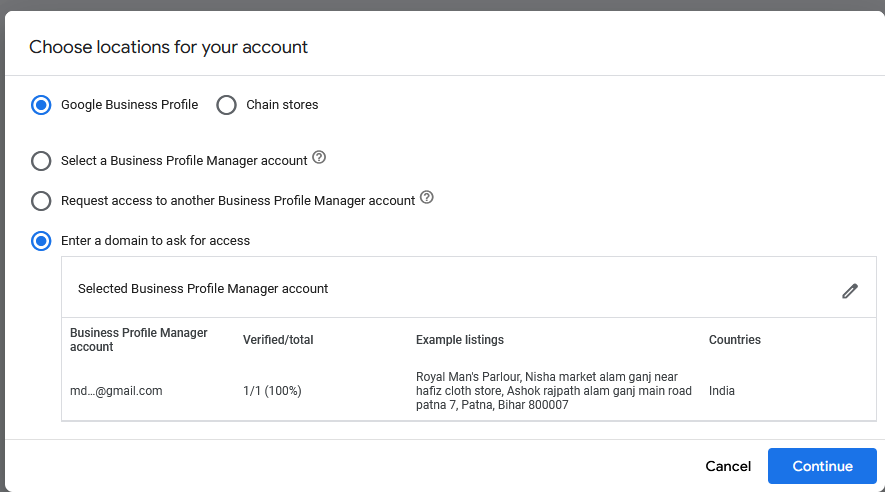 Choose locations for your account
Google Business Profile
Chain stores
Select a Business Profile Manager account
Request access to another Business Profile Manager account
Enter a domain to ask for access
Selected Business Profile Manager account
Business Profile Manager
account
Verified/total
Example listings
Countries
md...@gmail.com
1/1 (100%)
Royal Man's Parlour, Nisha market alam ganj near
hafiz cloth store, Ashok rajpath alam ganj main road
patna 7, Patna, Bihar 800007
India
Cancel
Continue